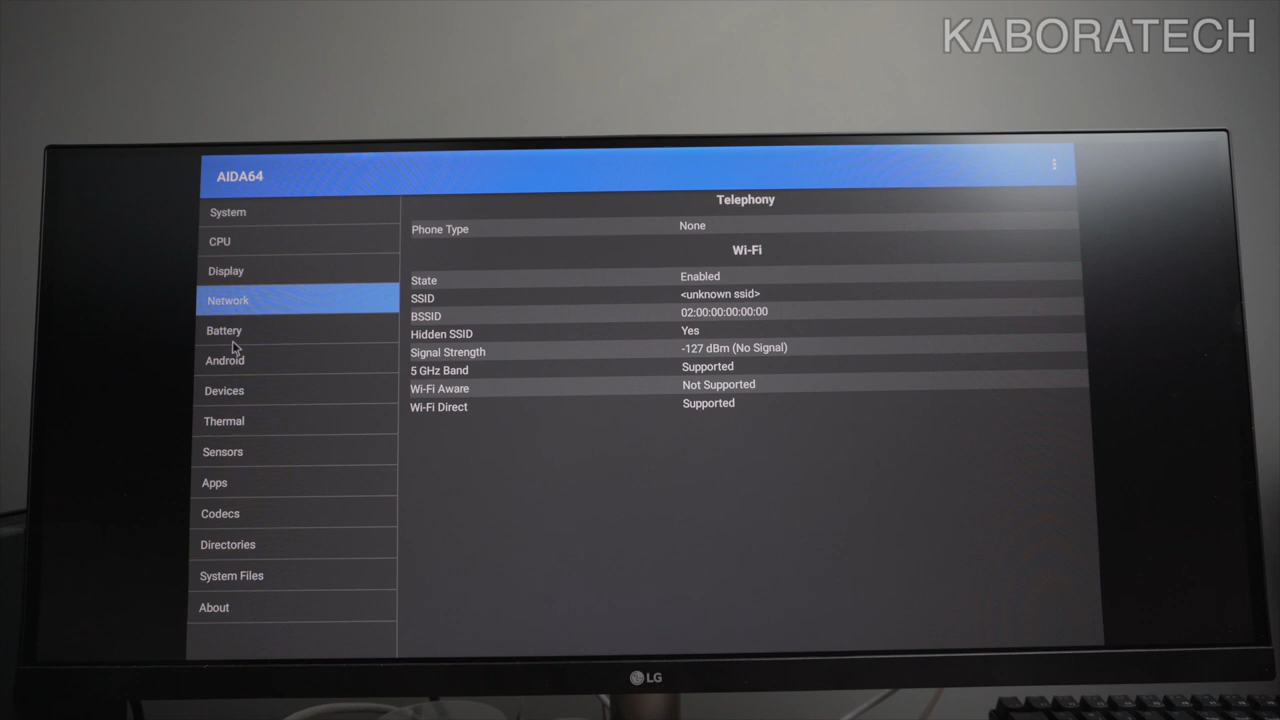 KABORATECH
AIDA64
System
CPU
Display
Network
Battery
Android
Devices
Thermal
Sensors
Apps
Codecs
Directories
System Files
About
Telephony
Phone Type None
Wi-Fi
State Enabled
SSID <unknown ssid>
BSSID 02:00:00:00:00:00
Hidden SSID Yes
Signal Strength -127 dBm (No Signal)
5 GHz Band Supported
Wi-Fi Aware Not Supported
Wi-Fi Direct Supported
LG